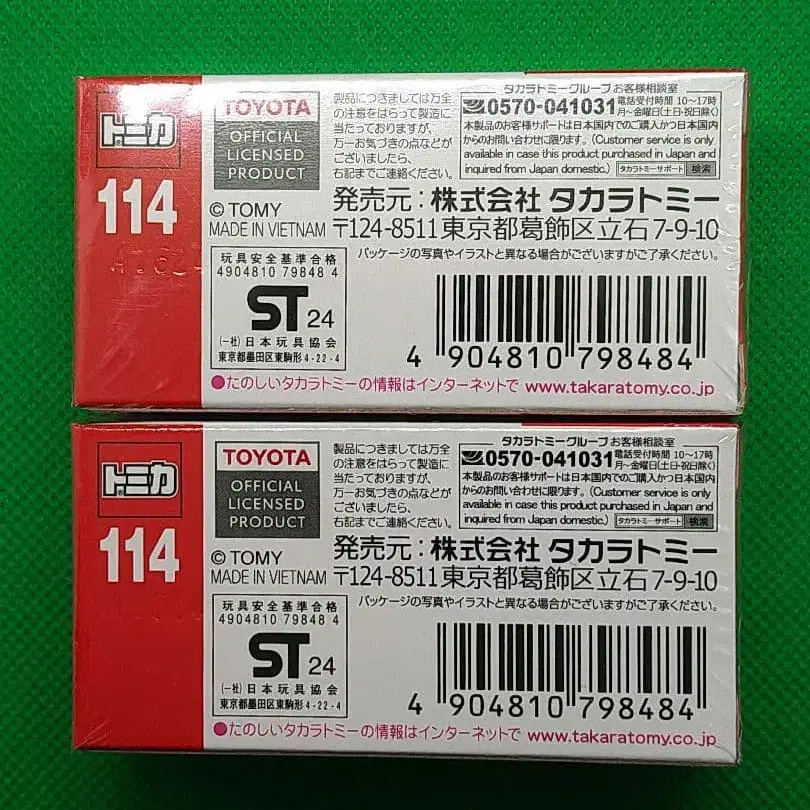 トミカ
114
TOYOTA
OFFICIAL
LICENSED
PRODUCT
製品につきましては万全
の注意をはらって製造に
当たっておりますが、
万一お気づきの点などが
ございましたら、
右記までご連絡ください。
タカラトミーグループ お客様相談室
0570-041031 電話受付時間 10〜17時
月〜金曜日(土日・祝日除く)
本製品のお客様サポートは日本国内でのご購入かつ日本国内
からのお問い合わせに限ります。(Customer service is only
available in case this product purchased in Japan and
inquired from Japan domestic.) タカラトミーサポート 検索
© TOMY
MADE IN VIETNAM
発売元:株式会社 タカラトミー
〒124-8511 東京都葛飾区立石7-9-10
パッケージの写真やイラストと異なる場合がございますがご了承ください。
玩具安全基準合格
4904810 79848 4
ST 24
(一社)日本玩具協会
東京都墨田区東駒形4-22-4
4 904810 798484
●たのしいタカラトミーの情報はインターネットで www.takaratomy.co.jp
トミカ
114
TOYOTA
OFFICIAL
LICENSED
PRODUCT
製品につきましては万全
の注意をはらって製造に
当たっておりますが、
万一お気づきの点などが
ございましたら、
右記までご連絡ください。
タカラトミーグループ お客様相談室
0570-041031 電話受付時間 10〜17時
月〜金曜日(土日・祝日除く)
本製品のお客様サポートは日本国内でのご購入かつ日本国内
からのお問い合わせに限ります。(Customer service is only
available in case this product purchased in Japan and
inquired from Japan domestic.) タカラトミーサポート 検索
© TOMY
MADE IN VIETNAM
発売元:株式会社 タカラトミー
〒124-8511 東京都葛飾区立石7-9-10
パッケージの写真やイラストと異なる場合がございますがご了承ください。
玩具安全基準合格
4904810 79848 4
ST 24
(一社)日本玩具協会
東京都墨田区東駒形4-22-4
4 904810 798484
●たのしいタカラトミーの情報はインターネットで www.takaratomy.co.jp